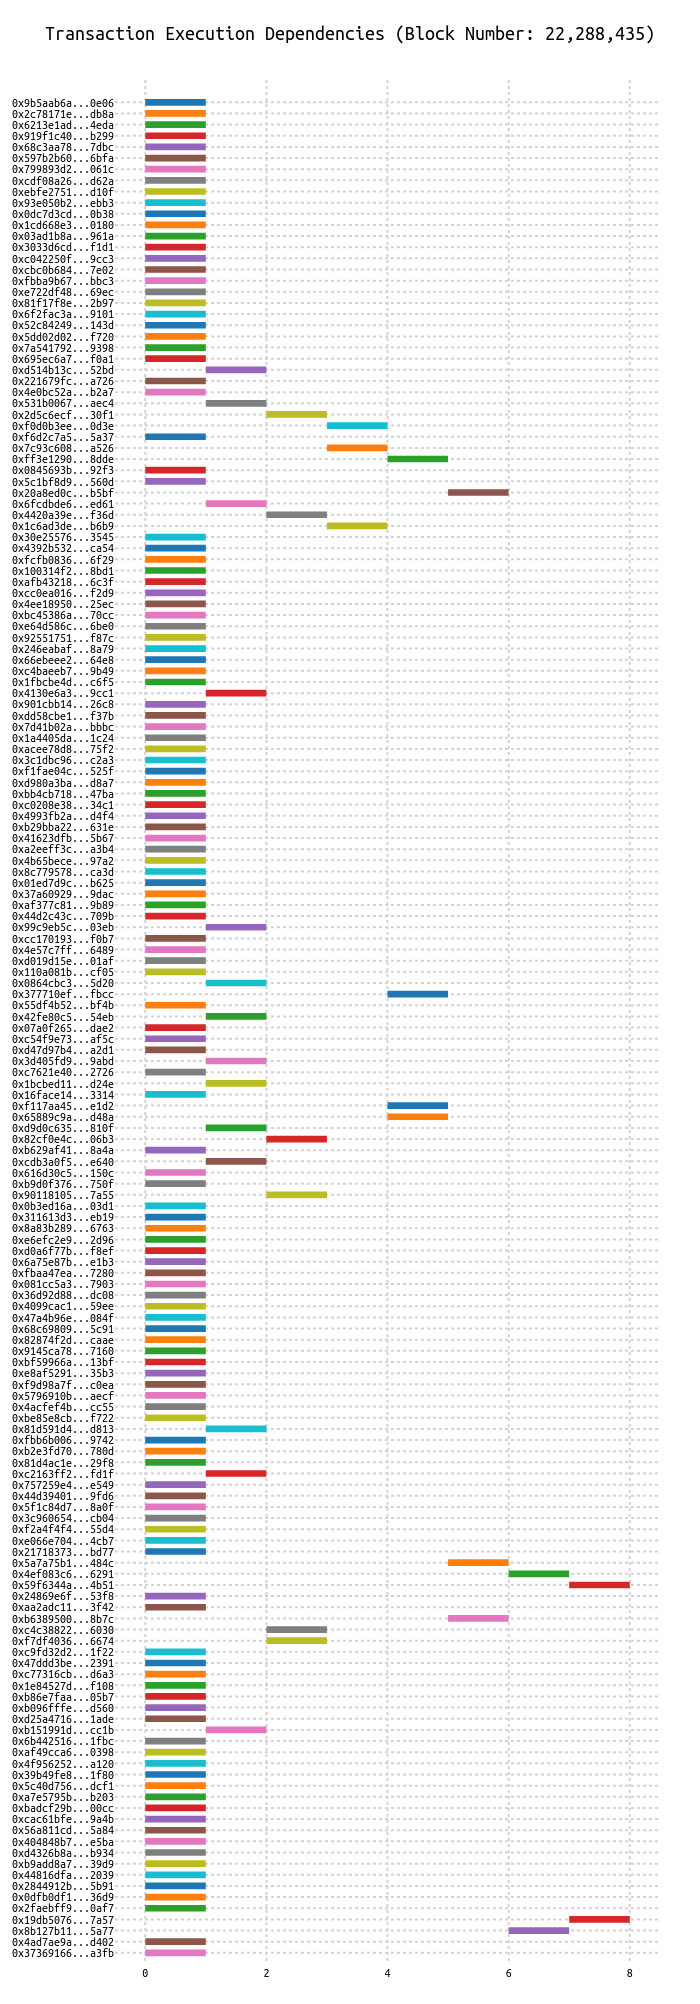 Transaction Execution Dependencies (Block Number: 22,288,435)
0x9b5aab6a...0e06
0x2c78171e...db8a
0x6213e1ad...4eda
0x919f1c40...b299
0x68c3aa78...7dbc
0x597b2b60...6bfa
0x799893d2...061c
0xcdf08a26...d62a
0xebfe2751...d10f
0x93e050b2...ebb3
0x0dc7d3cd...0b38
0x1cd668e3...0180
0x03ad1b8a...961a
0x3033d6cd...f1d1
0xc042250f...9cc3
0xcbc0b684...7e02
0xfbba9b67...bbc3
0xe722df48...69ec
0x81f17f8e...2b97
0x6f2fac3a...9101
0x52c84249...143d
0x5dd02d02...f720
0x7a541792...9398
0x695ec6a7...f0a1
0xd514b13c...52bd
0x221679fc...a726
0x4e0bc52a...b2a7
0x531b0067...aec4
0x2d5c6ecf...30f1
0xf0d0b3ee...0d3e
0xf6d2c7a5...5a37
0x7c93c608...a526
0xff3e1290...8dde
0x0845693b...92f3
0x5c1bf8d9...560d
0x20a8ed0c...b5bf
0x6fcdbde6...ed61
0x4420a39e...f36d
0x1c6ad3de...b6b9
0x30e25576...3545
0x4392b532...ca54
0xfcfb0836...6f29
0x100314f2...8bd1
0xafb43218...6c3f
0xcc0ea016...f2d9
0x4ee18950...25ec
0xbc45386a...70cc
0xe64d586c...6be0
0x92551751...f87c
0x246eabaf...8a79
0x66ebeee2...64e8
0xc4baeeb7...9b49
0x1fbcbe4d...c6f5
0x4130e6a3...9cc1
0x901cbb14...26c8
0xdd58cbe1...f37b
0x7d41b02a...bbbc
0x1a4405da...1c24
0xacee78d8...75f2
0x3c1dbc96...c2a3
0xf1fae04c...525f
0xd980a3ba...d8a7
0xbb4cb718...47ba
0xc0208e38...34c1
0x4993fb2a...d4f4
0xb29bba22...631e
0x41623dfb...5b67
0xa2eeff3c...a3b4
0x4b65bece...97a2
0x8c779578...ca3d
0x01ed7d9c...b625
0x37a60929...9dac
0xaf377c81...9b89
0x44d2c43c...709b
0x99c9eb5c...03eb
0xcc170193...f0b7
0x4e57c7ff...6489
0xd019d15e...01af
0x110a081b...cf05
0x0864cbc3...5d20
0x377710ef...fbcc
0x55df4b52...bf4b
0x42fe80c5...54eb
0x07a0f265...dae2
0xc54f9e73...af5c
0xd47d97b4...a2d1
0x3d405fd9...9abd
0xc7621e40...2726
0x1bcbed11...d24e
0x16face14...3314
0xf117aa45...e1d2
0x65889c9a...d48a
0xd9d0c635...810f
0x82cf0e4c...06b3
0xb629af41...8a4a
0xcdb3a0f5...e640
0x616d30c5...150c
0xb9d0f376...750f
0x90118105...7a55
0x0b3ed16a...03d1
0x311613d3...eb19
0x8a83b289...6763
0xe6efc2e9...2d96
0xd0a6f77b...f8ef
0x6a75e87b...e1b3
0xfbaa47ea...7280
0x081cc5a3...7903
0x36d92d88...dc08
0x4099cac1...59ee
0x47a4b96e...084f
0x68c69809...5c91
0x82874f2d...caae
0x9145ca78...7160
0xbf59966a...13bf
0xe8af5291...35b3
0xf9d98a7f...c0ea
0x5796910b...aecf
0x4acfef4b...cc55
0xbe85e8cb...f722
0x81d591d4...d813
0xfbb6b006...9742
0xb2e3fd70...780d
0x81d4ac1e...29f8
0xc2163ff2...fd1f
0x757259e4...e549
0x44d39401...9fd6
0x5f1c84d7...8a0f
0x3c960654...cb04
0xf2a4f4f4...55d4
0xe066e704...4cb7
0x21718373...bd77
0x5a7a75b1...484c
0x4ef083c6...6291
0x59f6344a...4b51
0x24869e6f...53f8
0xaa2adc11...3f42
0xb6389500...8b7c
0xc4c38822...6030
0xf7df4036...6674
0xc9fd32d2...1f22
0x47ddd3be...2391
0xc77316cb...d6a3
0x1e84527d...f108
0xb86e7faa...05b7
0xb096fffe...d560
0xd25a4716...1ade
0xb151991d...cc1b
0x6b442516...1fbc
0xaf49cca6...0398
0x4f956252...a120
0x39b49fe8...1f80
0x5c40d756...dcf1
0xa7e5795b...b203
0xbadcf29b...00cc
0xcac61bfe...9a4b
0x56a811cd...5a84
0x404848b7...e5ba
0xd4326b8a...b934
0xb9add8a7...39d9
0x44816dfa...2039
0x2844912b...5b91
0x0dfb0df1...36d9
0x2faebff9...0af7
0x19db5076...7a57
0x8b127b11...5a77
0x4ad7ae9a...d402
0x37369166...a3fb
0 2 4 6 8